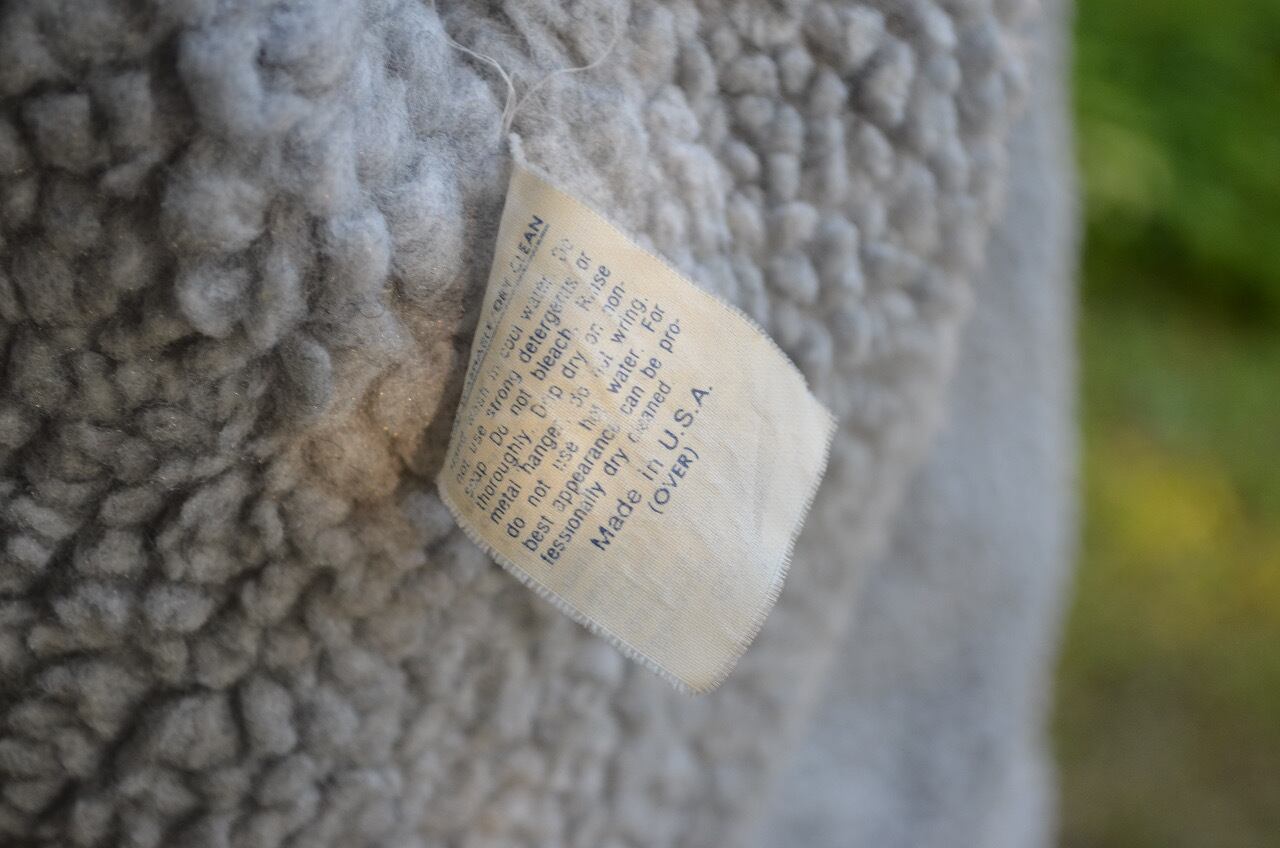 DRY CLEAN
wash in cool water. Do
not use strong detergents or
soap. Do not bleach. Rinse
thoroughly. Drip dry on non-
metal hanger. Do not wring,
do not use hot water. For
best appearance can be pro-
fessionally dry cleaned
Made in U.S.A.
(OVER)